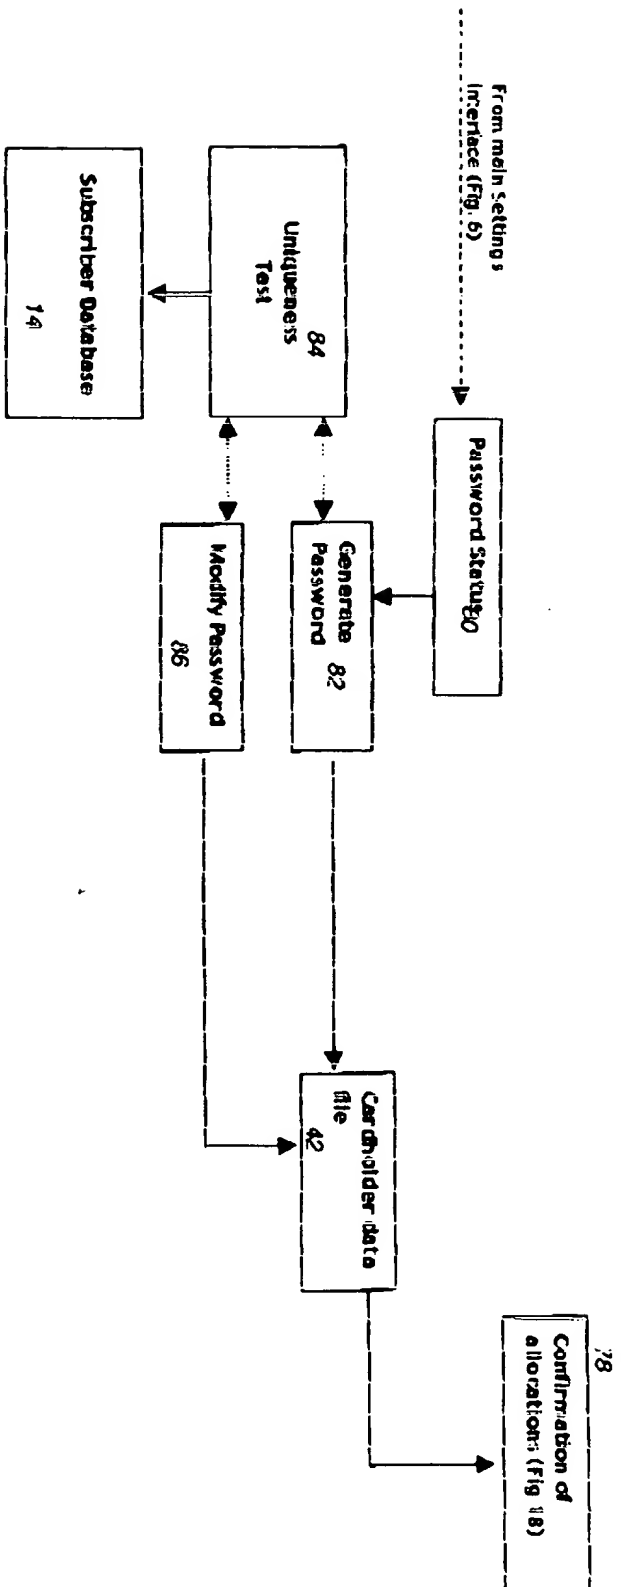 From main Settings
Interface (Fig. 6)
Password Status
80
Generate
Password 82
Modify Password
86
Uniqueness
Test
84
Subscriber Database
14
Cardholder data
file
42
78
Confirmation of
allocations (Fig 18)